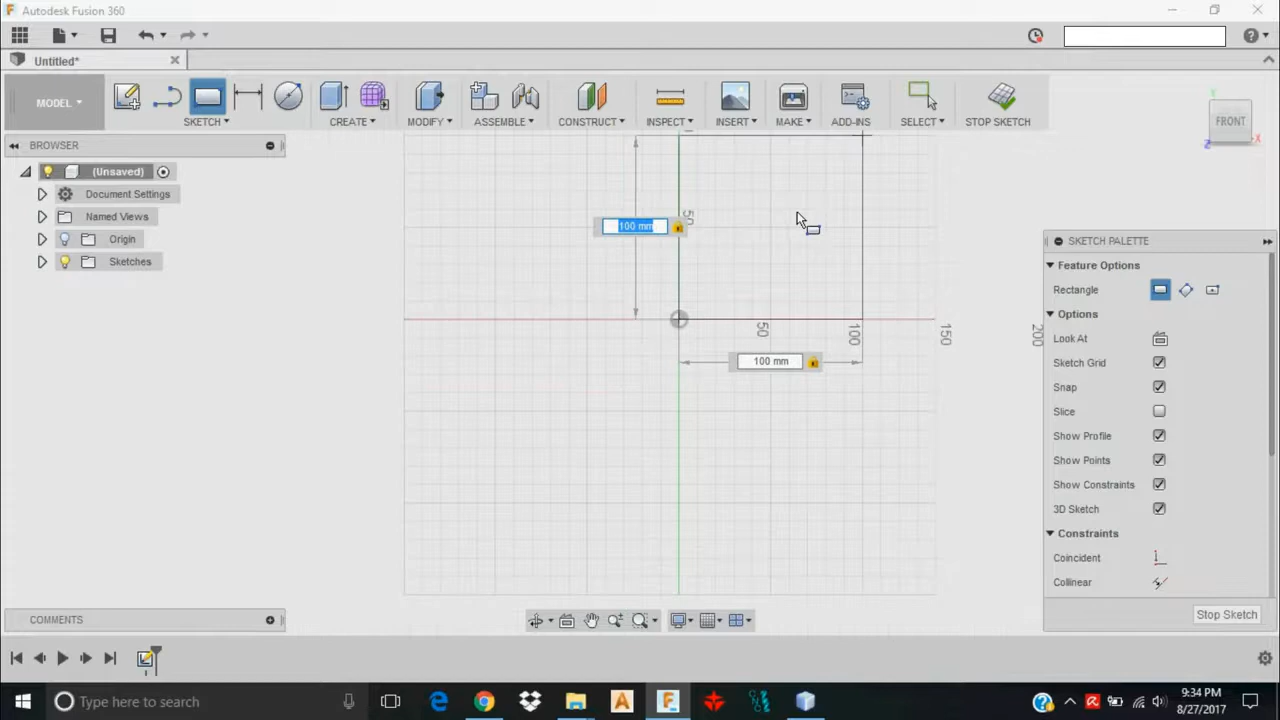 Autodesk Fusion 360
Untitled*
MODEL
SKETCH
CREATE
MODIFY
ASSEMBLE
CONSTRUCT
INSPECT
INSERT
MAKE
ADD-INS
SELECT
STOP SKETCH
FRONT
X
Y
Z
BROWSER
(Unsaved)
Document Settings
Named Views
Origin
Sketches
50
100 mm
50
100
150
200
100 mm
SKETCH PALETTE
Feature Options
Rectangle
Options
Look At
Sketch Grid
Snap
Slice
Show Profile
Show Points
Show Constraints
3D Sketch
Constraints
Coincident
Collinear
Stop Sketch
COMMENTS
Type here to search
9:34 PM
8/27/2017